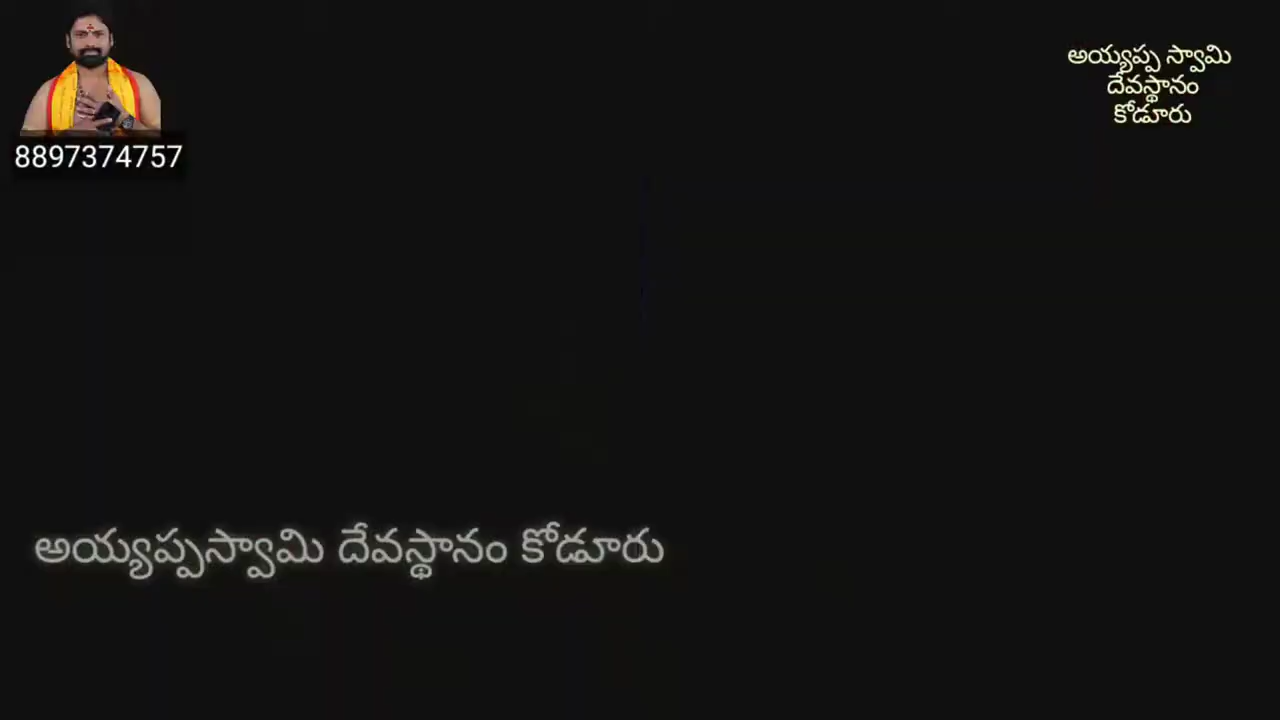 8897374757
అయ్యప్ప స్వామి
దేవస్థానం
కోడూరు
అయ్యప్పస్వామి దేవస్థానం కోడూరు